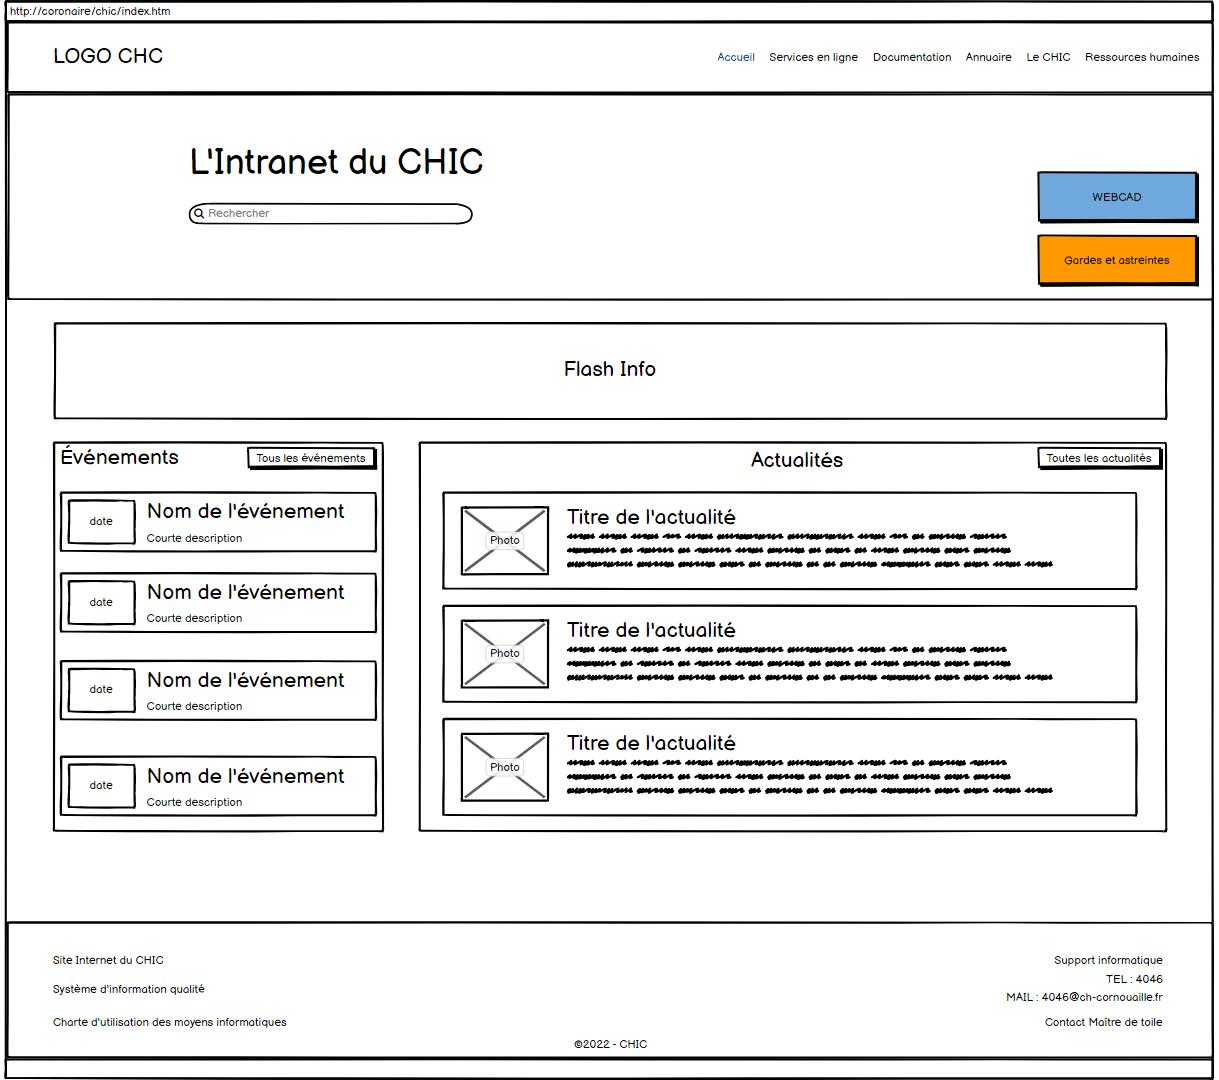 http://coronaire/chic/index.htm
LOGO CHC
Accueil Services en ligne Documentation Annuaire Le CHIC Ressources humaines
L'Intranet du CHIC
Rechercher
WEBCAD
Gardes et astreintes
Flash Info
Événements
Tous les événements
date
Nom de l'événement
Courte description
date
Nom de l'événement
Courte description
date
Nom de l'événement
Courte description
date
Nom de l'événement
Courte description
Actualités
Toutes les actualités
Photo
Titre de l'actualité
Photo
Titre de l'actualité
Photo
Titre de l'actualité
Site Internet du CHIC
Système d'information qualité
Charte d'utilisation des moyens informatiques
Support informatique
TEL : 4046
MAIL : 4046@ch-cornouaille.fr
Contact Maître de toile
©2022 - CHIC